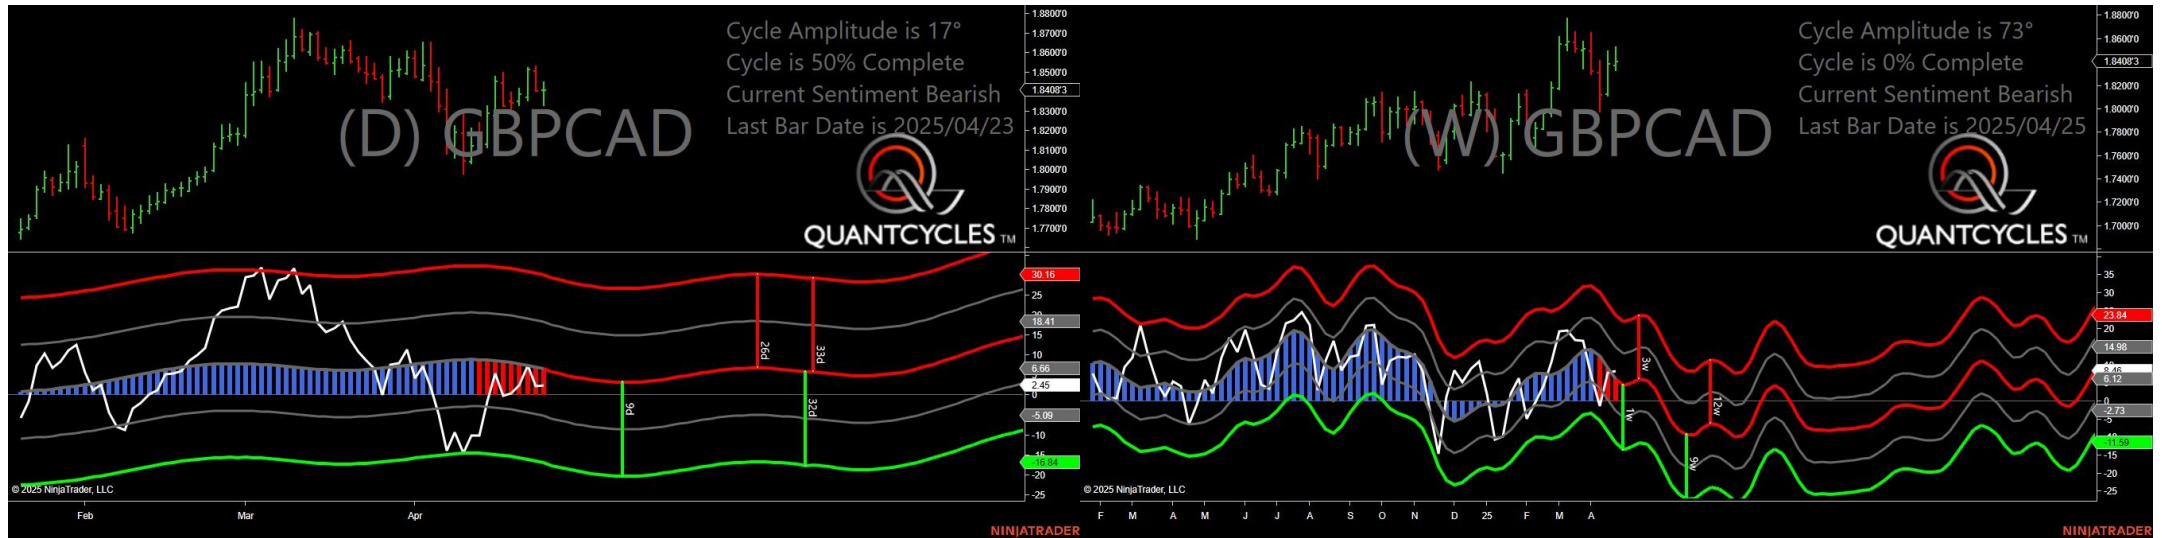 Cycle Amplitude is 17°
Cycle is 50% Complete
Current Sentiment Bearish
Last Bar Date is 2025/04/23
(D) GBPCAD
QUANTCYCLES TM
1.8800'0
1.8700'0
1.8600'0
1.8500'0
1.8408'3
1.8300'0
1.8200'0
1.8100'0
1.8000'0
1.7900'0
1.7800'0
1.7700'0
30.16
25
18.41
15
10
6.66
2.45
0
-5.09
-10
-16.84
-20
-25
26d
33d
9d
32d
© 2025 NinjaTrader, LLC
Feb Mar Apr
NINJATRADER
Cycle Amplitude is 73°
Cycle is 0% Complete
Current Sentiment Bearish
Last Bar Date is 2025/04/25
(W) GBPCAD
QUANTCYCLES TM
1.8800'0
1.8600'0
1.8408'3
1.8200'0
1.8000'0
1.7800'0
1.7600'0
1.7400'0
1.7200'0
1.7000'0
35
30
23.84
20
14.98
8.46
6.12
0
-2.73
-5
-11.59
-15
-20
-25
3w
12w
1w
9w
© 2025 NinjaTrader, LLC
F M A M J J A S O N D 25 F M A
NINJATRADER